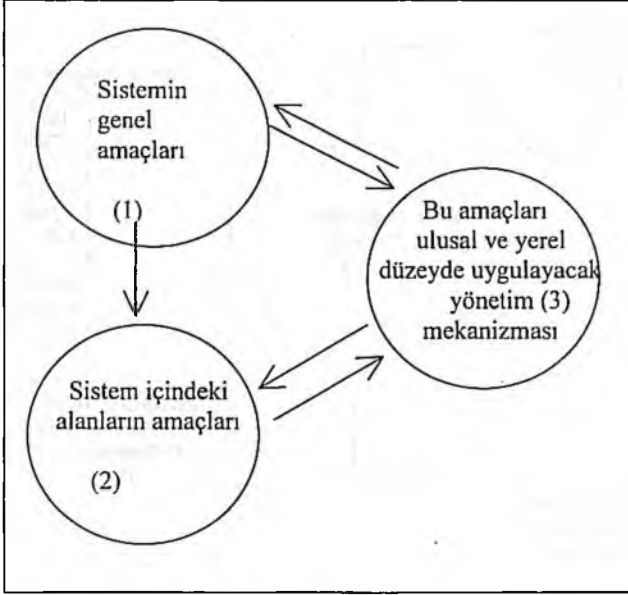 Sistemin
genel
amaçları
(1)
Bu amaçları
ulusal ve yerel
düzeyde uygulayacak
yönetim (3)
mekanizması
Sistem içindeki
alanların amaçları
(2)